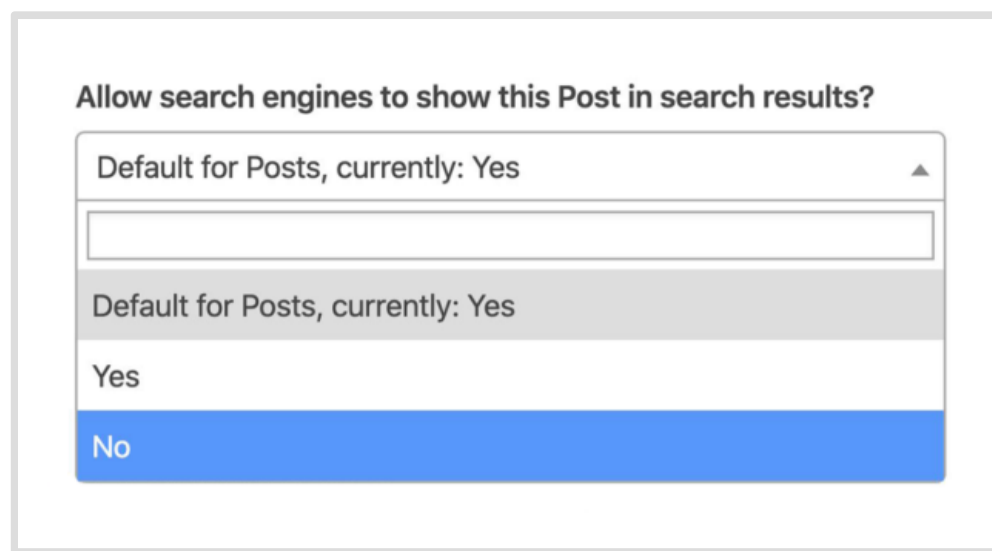 Allow search engines to show this Post in search results?
Default for Posts, currently: Yes
Default for Posts, currently: Yes
Yes
No